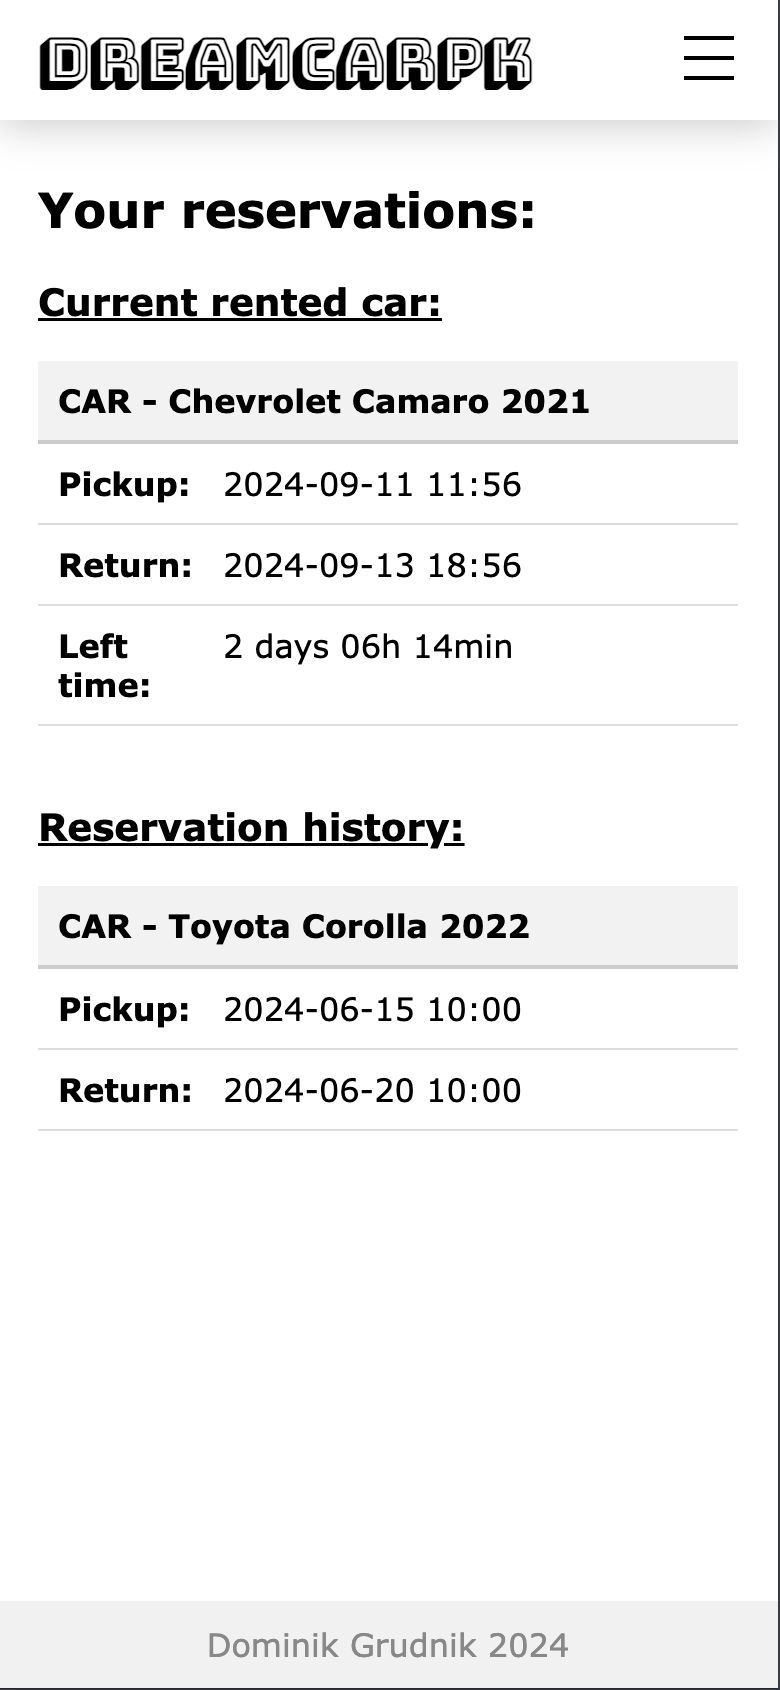 DREAMCARPK
Your reservations:
Current rented car:
CAR - Chevrolet Camaro 2021
Pickup: 2024-09-11 11:56
Return: 2024-09-13 18:56
Left 2 days 06h 14min
time:
Reservation history:
CAR - Toyota Corolla 2022
Pickup: 2024-06-15 10:00
Return: 2024-06-20 10:00
Dominik Grudnik 2024